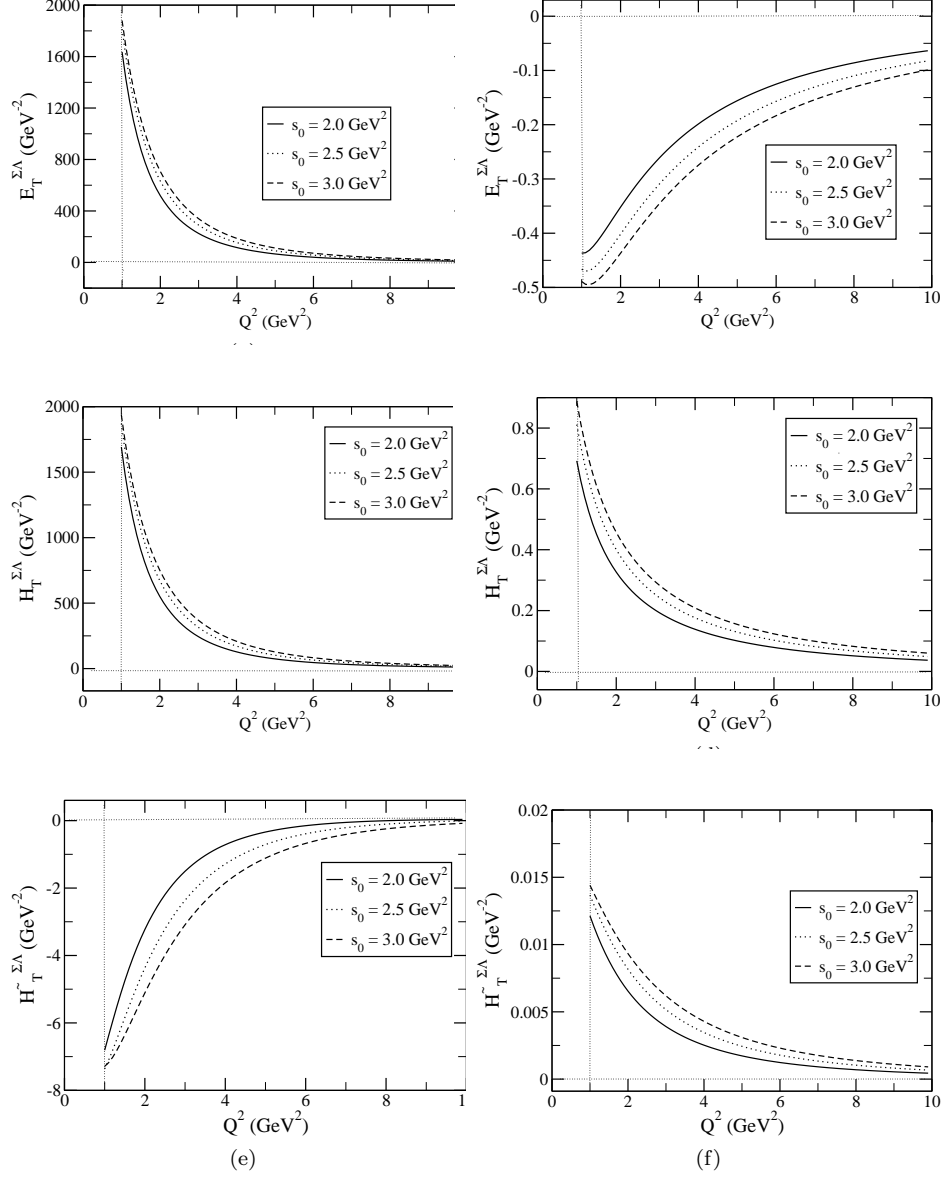 2000
1600
1200
800
400
0
E_T^ΣΛ (GeV^-2)
s_0 = 2.0 GeV^2
s_0 = 2.5 GeV^2
s_0 = 3.0 GeV^2
0 2 4 6 8
Q^2 (GeV^2)
0
-0.1
-0.2
-0.3
-0.4
-0.5
E_T^ΣΛ (GeV^-2)
s_0 = 2.0 GeV^2
s_0 = 2.5 GeV^2
s_0 = 3.0 GeV^2
0 2 4 6 8 10
Q^2 (GeV^2)
2000
1500
1000
500
0
H_T^ΣΛ (GeV^-2)
s_0 = 2.0 GeV^2
s_0 = 2.5 GeV^2
s_0 = 3.0 GeV^2
0 2 4 6 8
Q^2 (GeV^2)
0.8
0.6
0.4
0.2
0
H_T^ΣΛ (GeV^-2)
s_0 = 2.0 GeV^2
s_0 = 2.5 GeV^2
s_0 = 3.0 GeV^2
0 2 4 6 8 10
Q^2 (GeV^2)
0
-2
-4
-6
-8
H~_T^ΣΛ (GeV^-2)
s_0 = 2.0 GeV^2
s_0 = 2.5 GeV^2
s_0 = 3.0 GeV^2
0 2 4 6 8 1
Q^2 (GeV^2)
(e)
0.02
0.015
0.01
0.005
0
H~_T^ΣΛ (GeV^-2)
s_0 = 2.0 GeV^2
s_0 = 2.5 GeV^2
s_0 = 3.0 GeV^2
0 2 4 6 8 10
Q^2 (GeV^2)
(f)